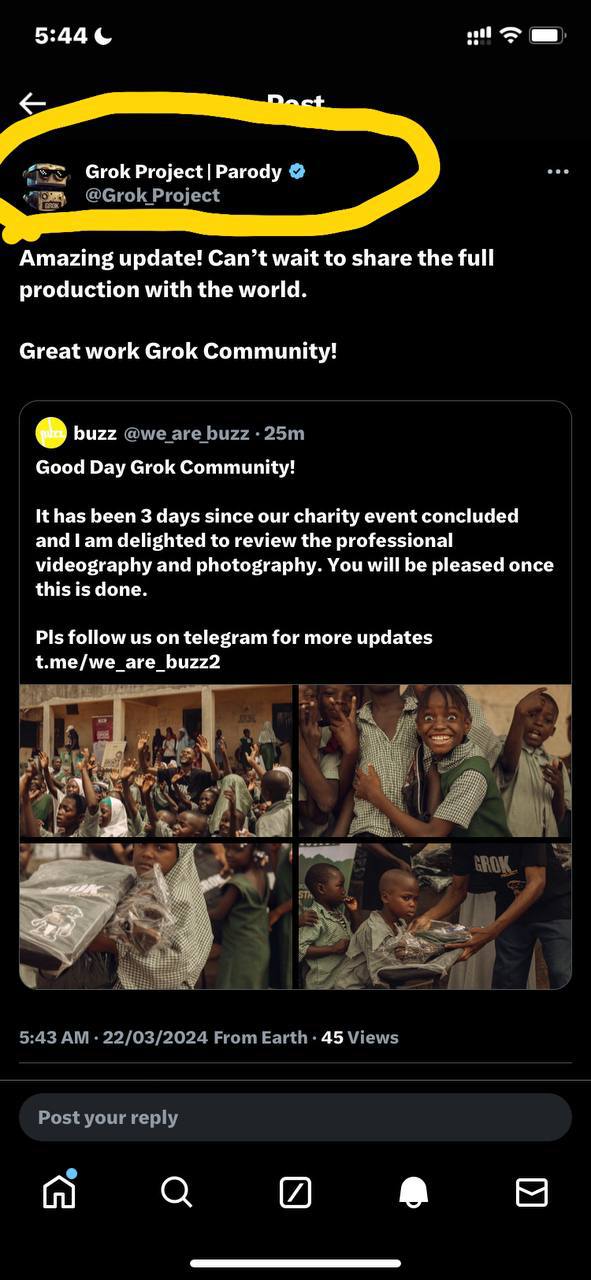 5:44
Post
Grok Project | Parody
@Grok_Project
Amazing update! Can’t wait to share the full
production with the world.
Great work Grok Community!
buzz @we_are_buzz · 25m
Good Day Grok Community!
It has been 3 days since our charity event concluded
and I am delighted to review the professional
videography and photography. You will be pleased once
this is done.
Pls follow us on telegram for more updates
t.me/we_are_buzz2
GROK
GROK
5:43 AM · 22/03/2024 From Earth · 45 Views
Post your reply